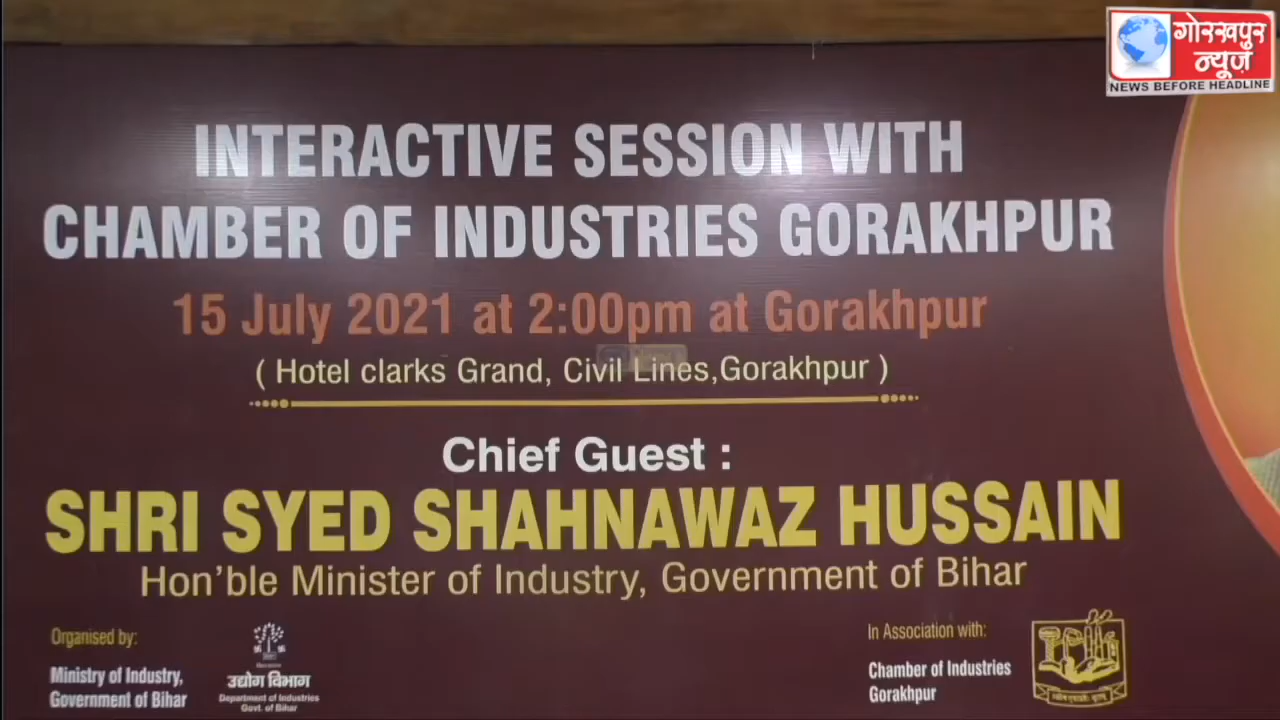 गोरखपुर
न्यूज़
NEWS BEFORE HEADLINE
INTERACTIVE SESSION WITH
CHAMBER OF INDUSTRIES GORAKHPUR
15 July 2021 at 2:00pm at Gorakhpur
( Hotel clarks Grand, Civil Lines,Gorakhpur )
Chief Guest :
SHRI SYED SHAHNAWAZ HUSSAIN
Hon'ble Minister of Industry, Government of Bihar
Organised by:
Ministry of Industry,
Government of Bihar
उद्योग विभाग
Department of Industries
Govt. of Bihar
In Association with:
Chamber of Industries
Gorakhpur